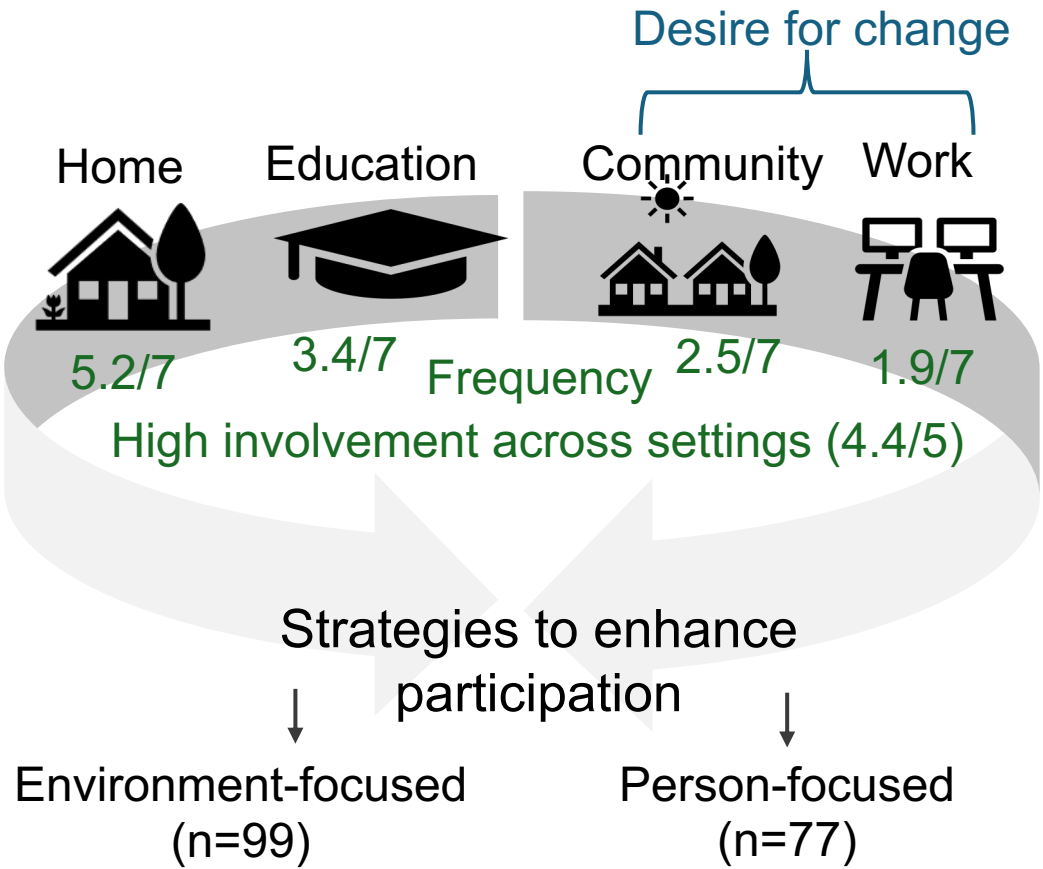 Desire for change
Home
Education
Community
Work
5.2/7
3.4/7
Frequency
2.5/7
1.9/7
High involvement across settings (4.4/5)
Strategies to enhance
participation
Environment-focused
(n=99)
Person-focused
(n=77)